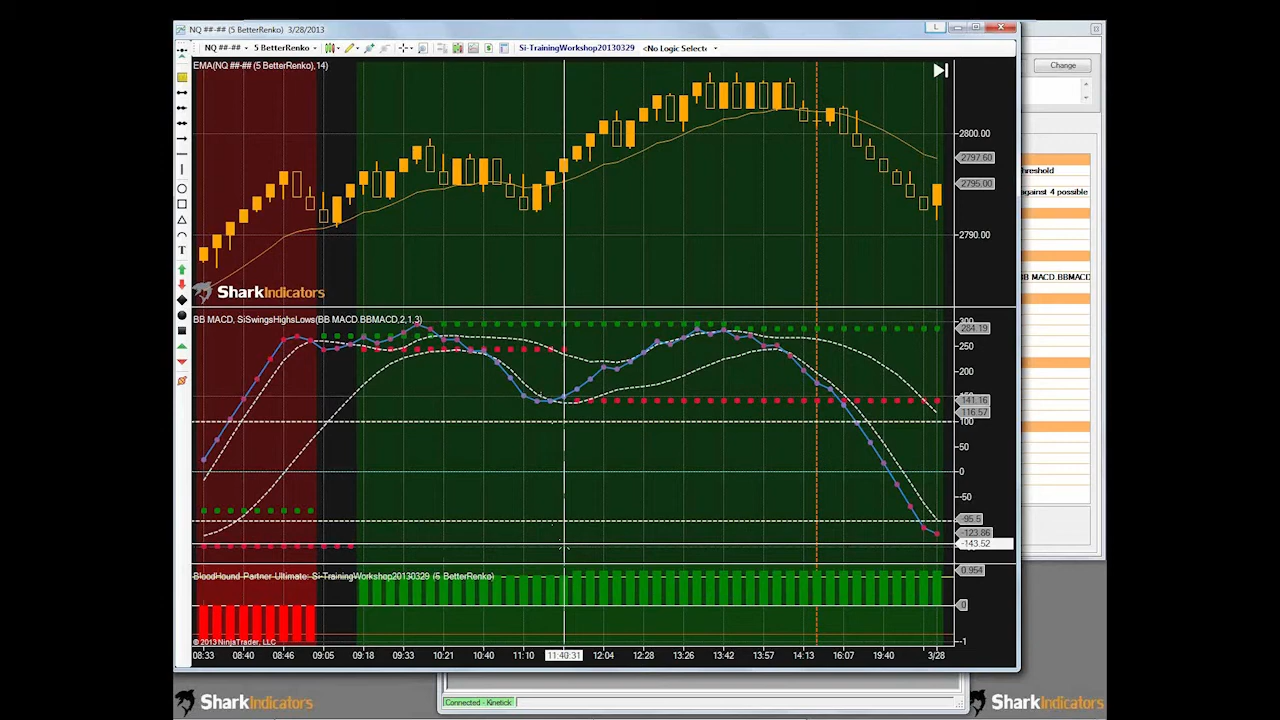 NQ ##-## (5 BetterRenko) 3/28/2013
L
NQ ##-## 5 BetterRenko Si-TrainingWorkshop20130329 <No Logic Selecte
EMA(NQ ##-## (5 BetterRenko),14)
Change
2800.00
2797.60
2795.00
2790.00
hreshold
against 4 possible
BB MACD.BBMACD
SharkIndicators
BB MACD, SiSwingsHighsLows(BB MACD.BBMACD,2,1,3)
300
284.19
250
200
141.16
116.57
100
50
0
-50
-95.5
-123.86
-143.52
BloodHound Partner Ultimate: Si-TrainingWorkshop20130329 (5 BetterRenko)
0.954
0
-1
© 2013 NinjaTrader, LLC
08:33 08:40 08:46 09:05 09:18 09:33 10:21 10:40 11:10 11:40:31 12:04 12:28 13:26 13:42 13:57 14:13 16:07 19:40 3/28
SharkIndicators
Connected - Kinetick
SharkIndicators